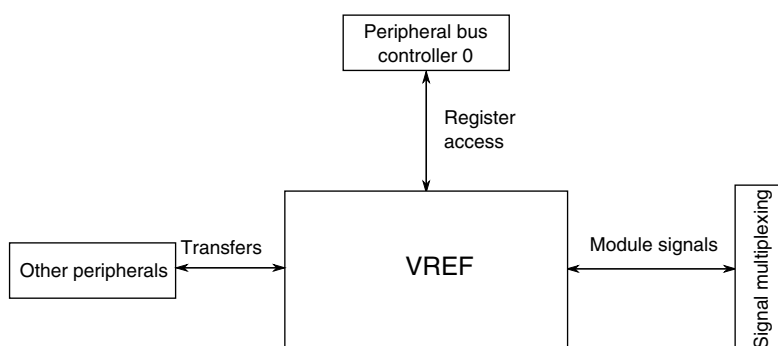 Peripheral bus
controller 0
Register
access
Other peripherals
Transfers
VREF
Module signals
Signal multiplexing